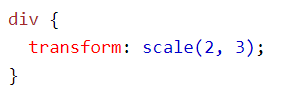 div {
  transform: scale(2, 3);
}